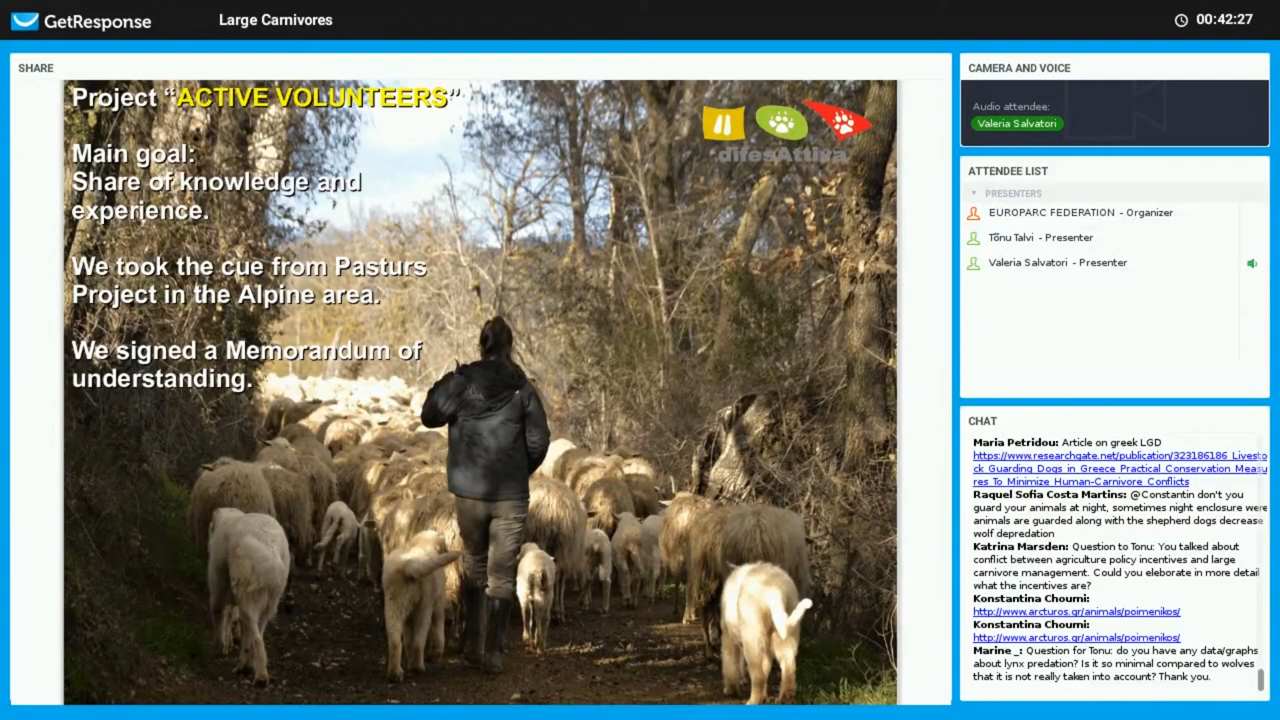 GetResponse
Large Carnivores
00:42:27
SHARE
Project “ACTIVE VOLUNTEERS”
Main goal:
Share of knowledge and
experience.
We took the cue from Pasturs
Project in the Alpine area.
We signed a Memorandum of
understanding.
difesAttiva
CAMERA AND VOICE
Audio attendee:
Valeria Salvatori
ATTENDEE LIST
PRESENTERS
EUROPARC FEDERATION - Organizer
Tõnu Talvi - Presenter
Valeria Salvatori - Presenter
CHAT
Maria Petridou: Article on greek LGD
https://www.researchgate.net/publication/323186186_Livesto
ck_Guarding_Dogs_in_Greece_Practical_Conservation_Measu
res_To_Minimize_Human-Carnivore_Conflicts
Raquel Sofia Costa Martins: @Constantin don't you
guard your animals at night, sometimes night enclosure were
animals are guarded along with the shepherd dogs decrease
wolf depredation
Katrina Marsden: Question to Tonu: You talked about
conflict between agriculture policy incentives and large
carnivore management. Could you eleborate in more detail
what the incentives are?
Konstantina Choumi:
http://www.arcturos.gr/animals/poimenikos/
Konstantina Choumi:
http://www.arcturos.gr/animals/poimenikos/
Marine _: Question for Tonu: do you have any data/graphs
about lynx predation? Is it so minimal compared to wolves
that it is not really taken into account? Thank you.